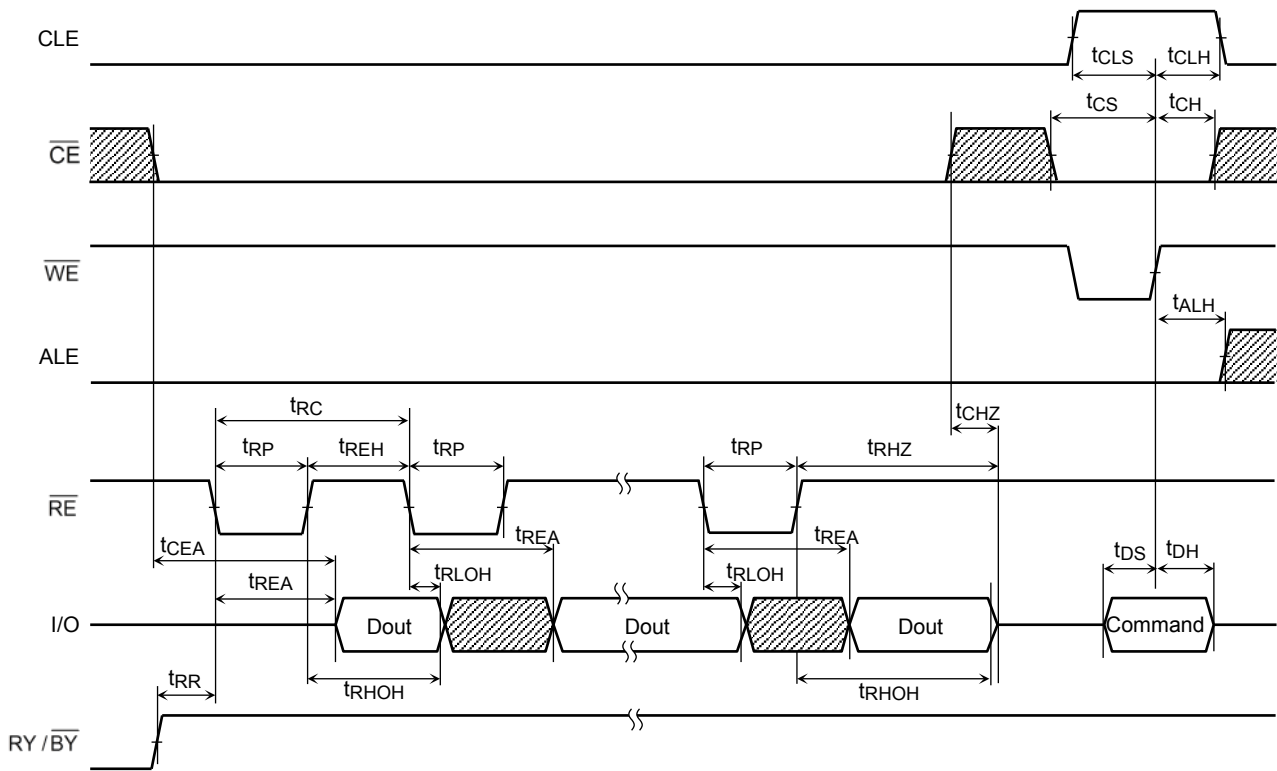 CLE
tCLS tCLH
tCS tCH
CE
WE
tALH
ALE
tRC tCHZ
tRP tREH tRP tRP tRHZ
RE
tCEA tREA tREA
tREA tRLOH tRLOH tDS tDH
I/O Dout Dout Dout Command
tRR tRHOH tRHOH
RY / BY